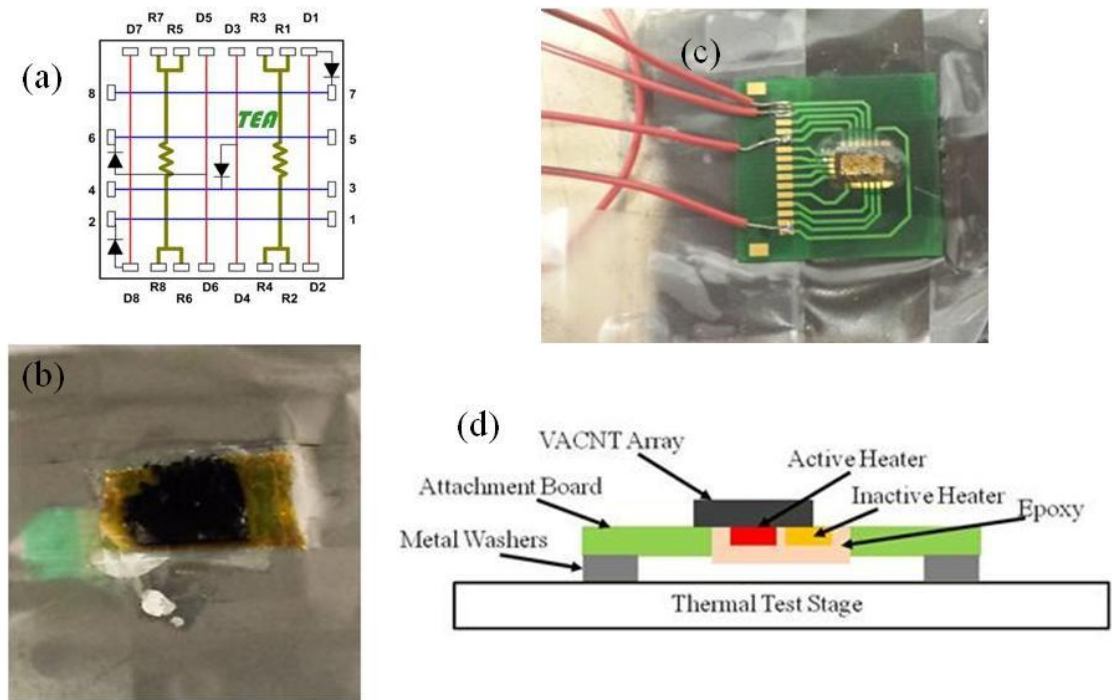 (a)
R7 D5 R3 D1
D7 R5 D3 R1
8 7
TEA
6 5
4 3
2 1
R8 D6 R4 D2
D8 R6 D4 R2
(c)
(b)
(d)
VACNT Array
Active Heater
Attachment Board
Inactive Heater
Epoxy
Metal Washers
Thermal Test Stage